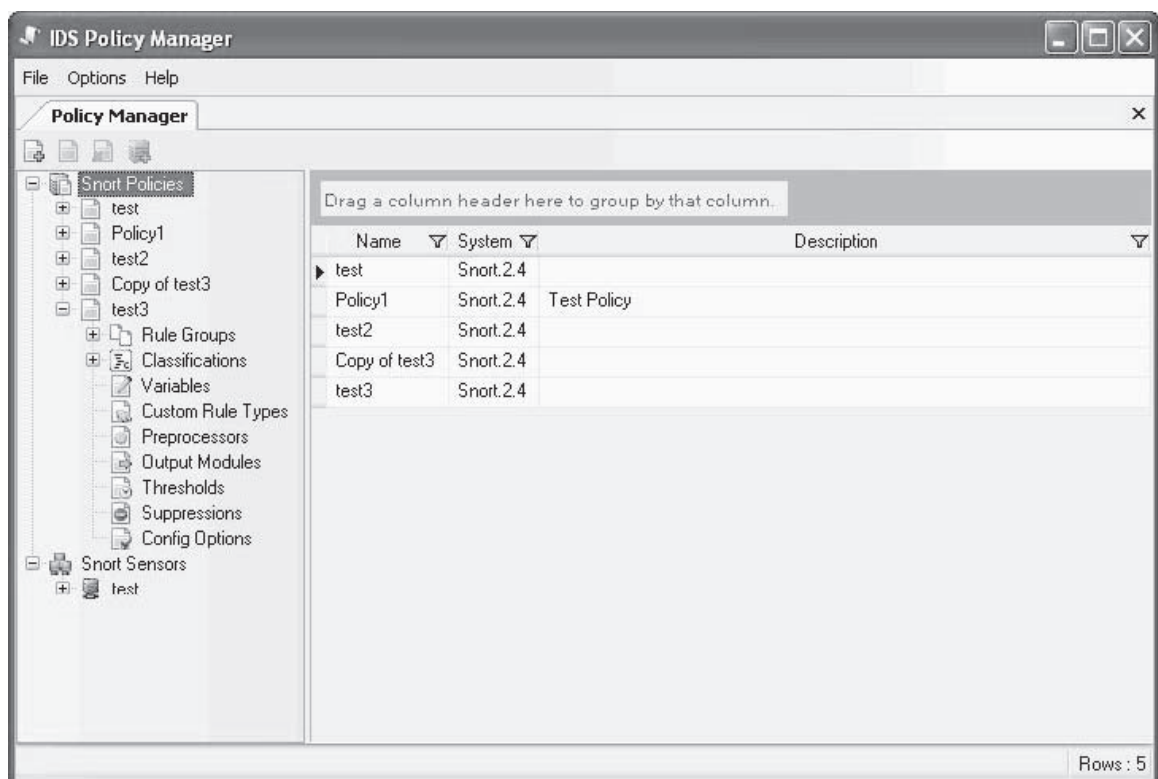 IDS Policy Manager
File Options Help
Policy Manager
Snort Policies
test
Policy1
test2
Copy of test3
test3
Rule Groups
Classifications
Variables
Custom Rule Types
Preprocessors
Output Modules
Thresholds
Suppressions
Config Options
Snort Sensors
test
Drag a column header here to group by that column.
Name System Description
test Snort.2.4
Policy1 Snort.2.4 Test Policy
test2 Snort.2.4
Copy of test3 Snort.2.4
test3 Snort.2.4
Rows : 5